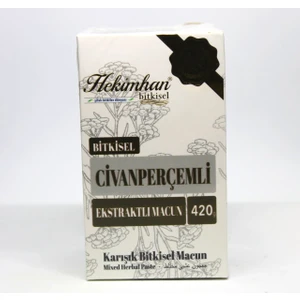 Hekimhan®
bitkisel
BİTKİSEL
CİVANPERÇEMLİ
EKSTRAKTLI MACUN 420
Karışık Bitkisel Macun
Mixed Herbal Paste